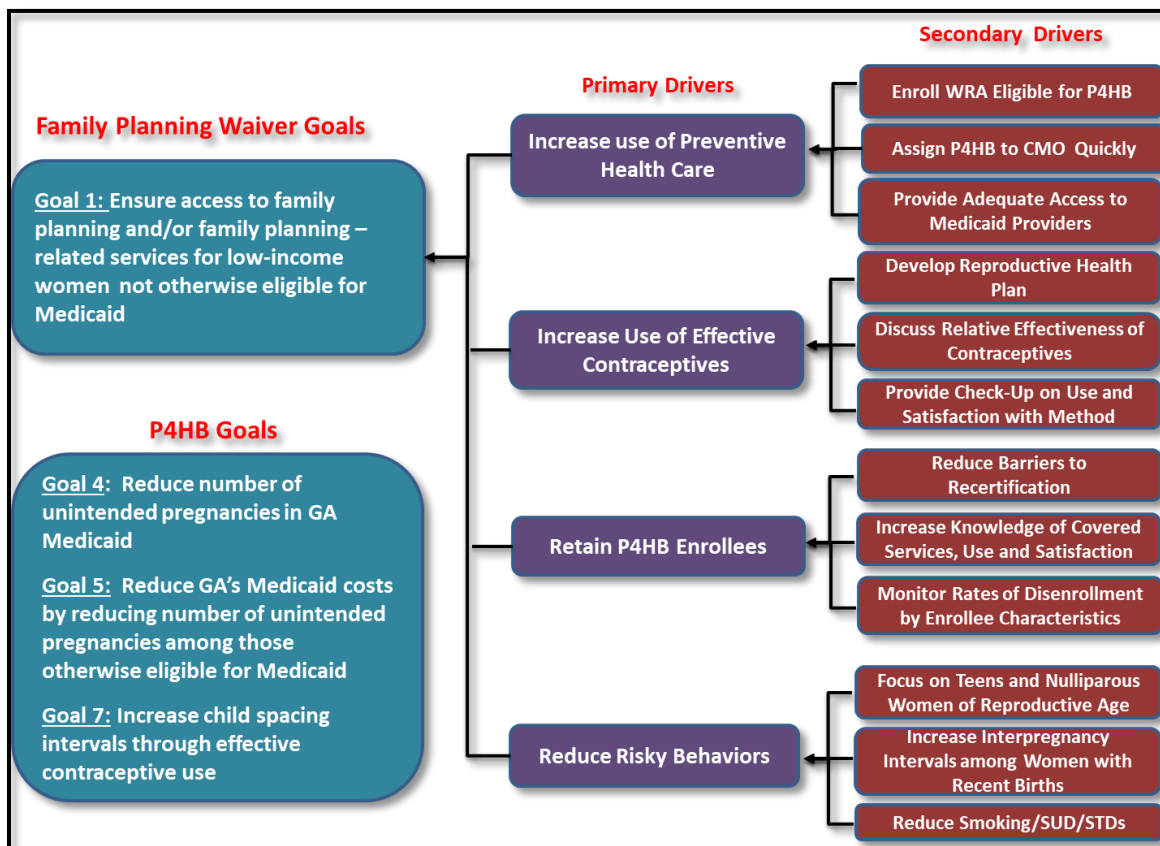 Family Planning Waiver Goals
Goal 1: Ensure access to family
planning and/or family planning –
related services for low-income
women not otherwise eligible for
Medicaid
P4HB Goals
Goal 4: Reduce number of
unintended pregnancies in GA
Medicaid
Goal 5: Reduce GA’s Medicaid costs
by reducing number of unintended
pregnancies among those
otherwise eligible for Medicaid
Goal 7: Increase child spacing
intervals through effective
contraceptive use
Primary Drivers
Increase use of Preventive
Health Care
Increase Use of Effective
Contraceptives
Retain P4HB Enrollees
Reduce Risky Behaviors
Secondary Drivers
Enroll WRA Eligible for P4HB
Assign P4HB to CMO Quickly
Provide Adequate Access to
Medicaid Providers
Develop Reproductive Health
Plan
Discuss Relative Effectiveness of
Contraceptives
Provide Check-Up on Use and
Satisfaction with Method
Reduce Barriers to
Recertification
Increase Knowledge of Covered
Services, Use and Satisfaction
Monitor Rates of Disenrollment
by Enrollee Characteristics
Focus on Teens and Nulliparous
Women of Reproductive Age
Increase Interpregnancy
Intervals among Women with
Recent Births
Reduce Smoking/SUD/STDs